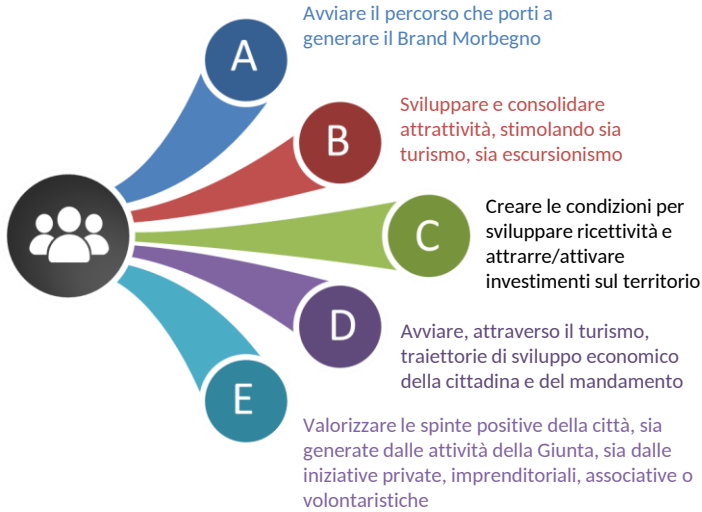 A
Avviare il percorso che porti a
generare il Brand Morbegno
B
Sviluppare e consolidare
attrattività, stimolando sia
turismo, sia escursionismo
C
Creare le condizioni per
sviluppare ricettività e
attrarre/attivare
investimenti sul territorio
D
Avviare, attraverso il turismo,
traiettorie di sviluppo economico
della cittadina e del mandamento
E
Valorizzare le spinte positive della città, sia
generate dalle attività della Giunta, sia dalle
iniziative private, imprenditoriali, associative o
volontaristiche